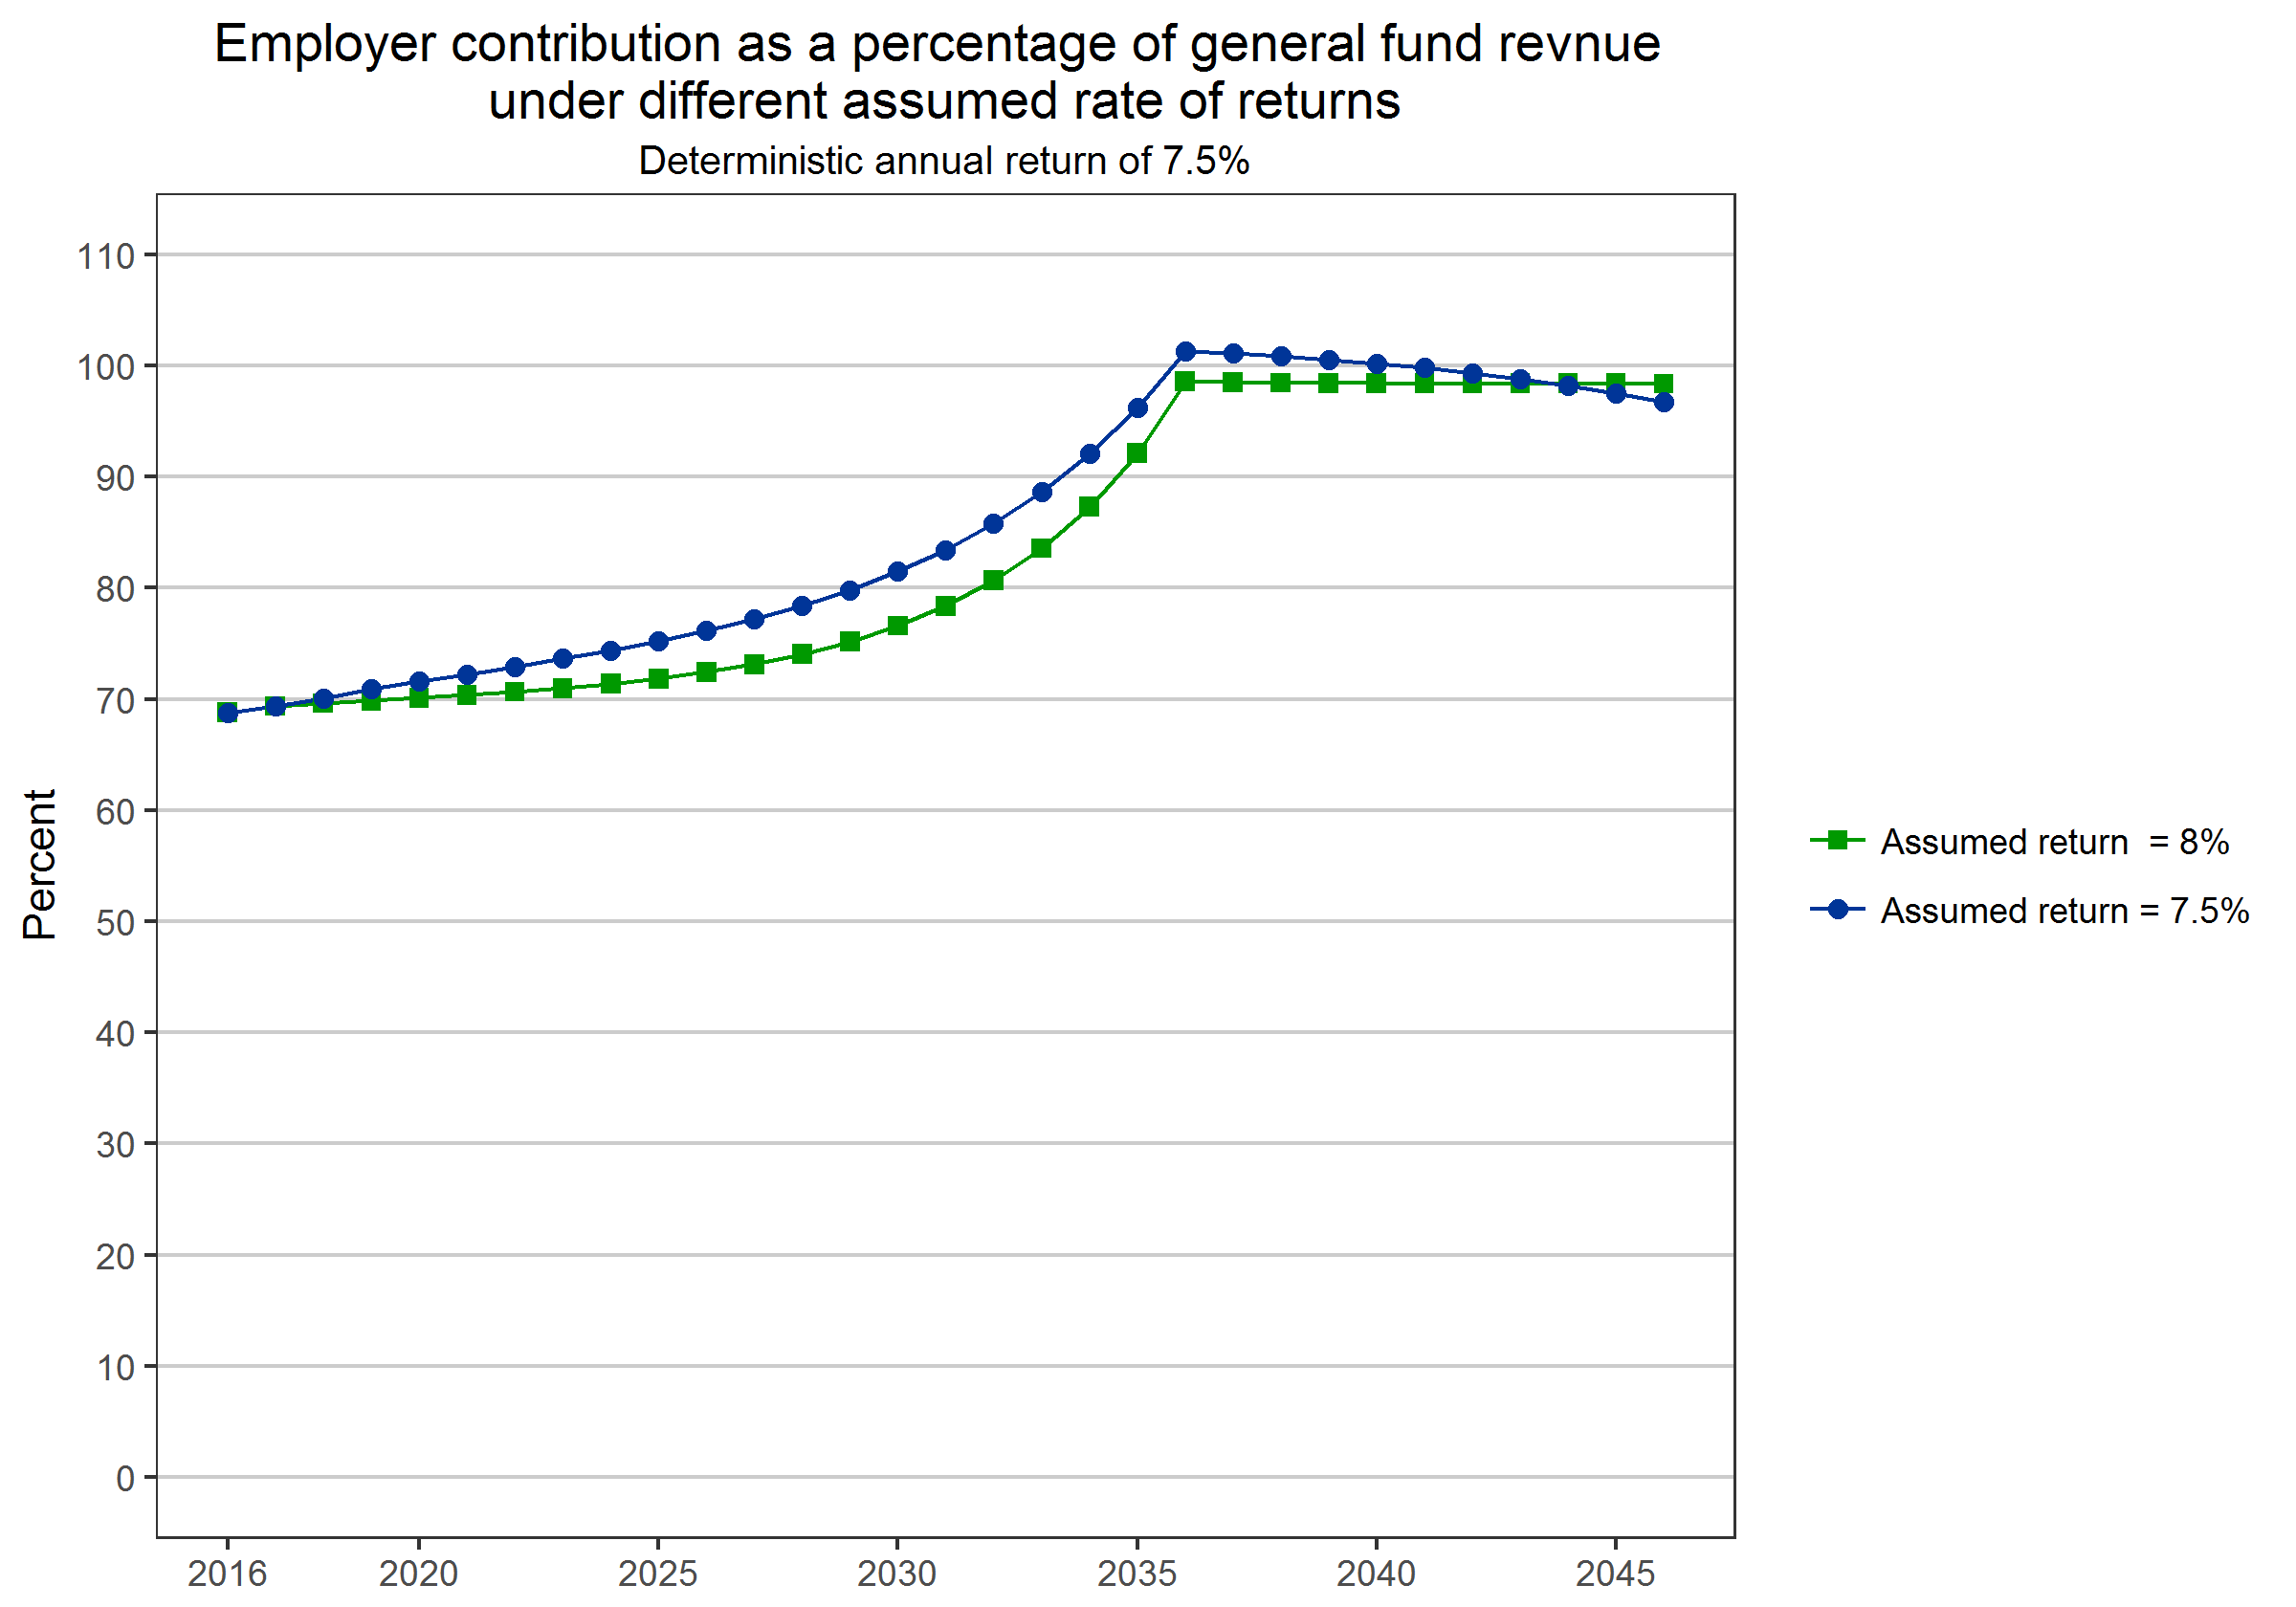 Employer contribution as a percentage of general fund revnue
under different assumed rate of returns
Deterministic annual return of 7.5%
110
100
90
80
70
60
50
40
30
20
10
0
Percent
2016 2020 2025 2030 2035 2040 2045
Assumed return  = 8%
Assumed return = 7.5%